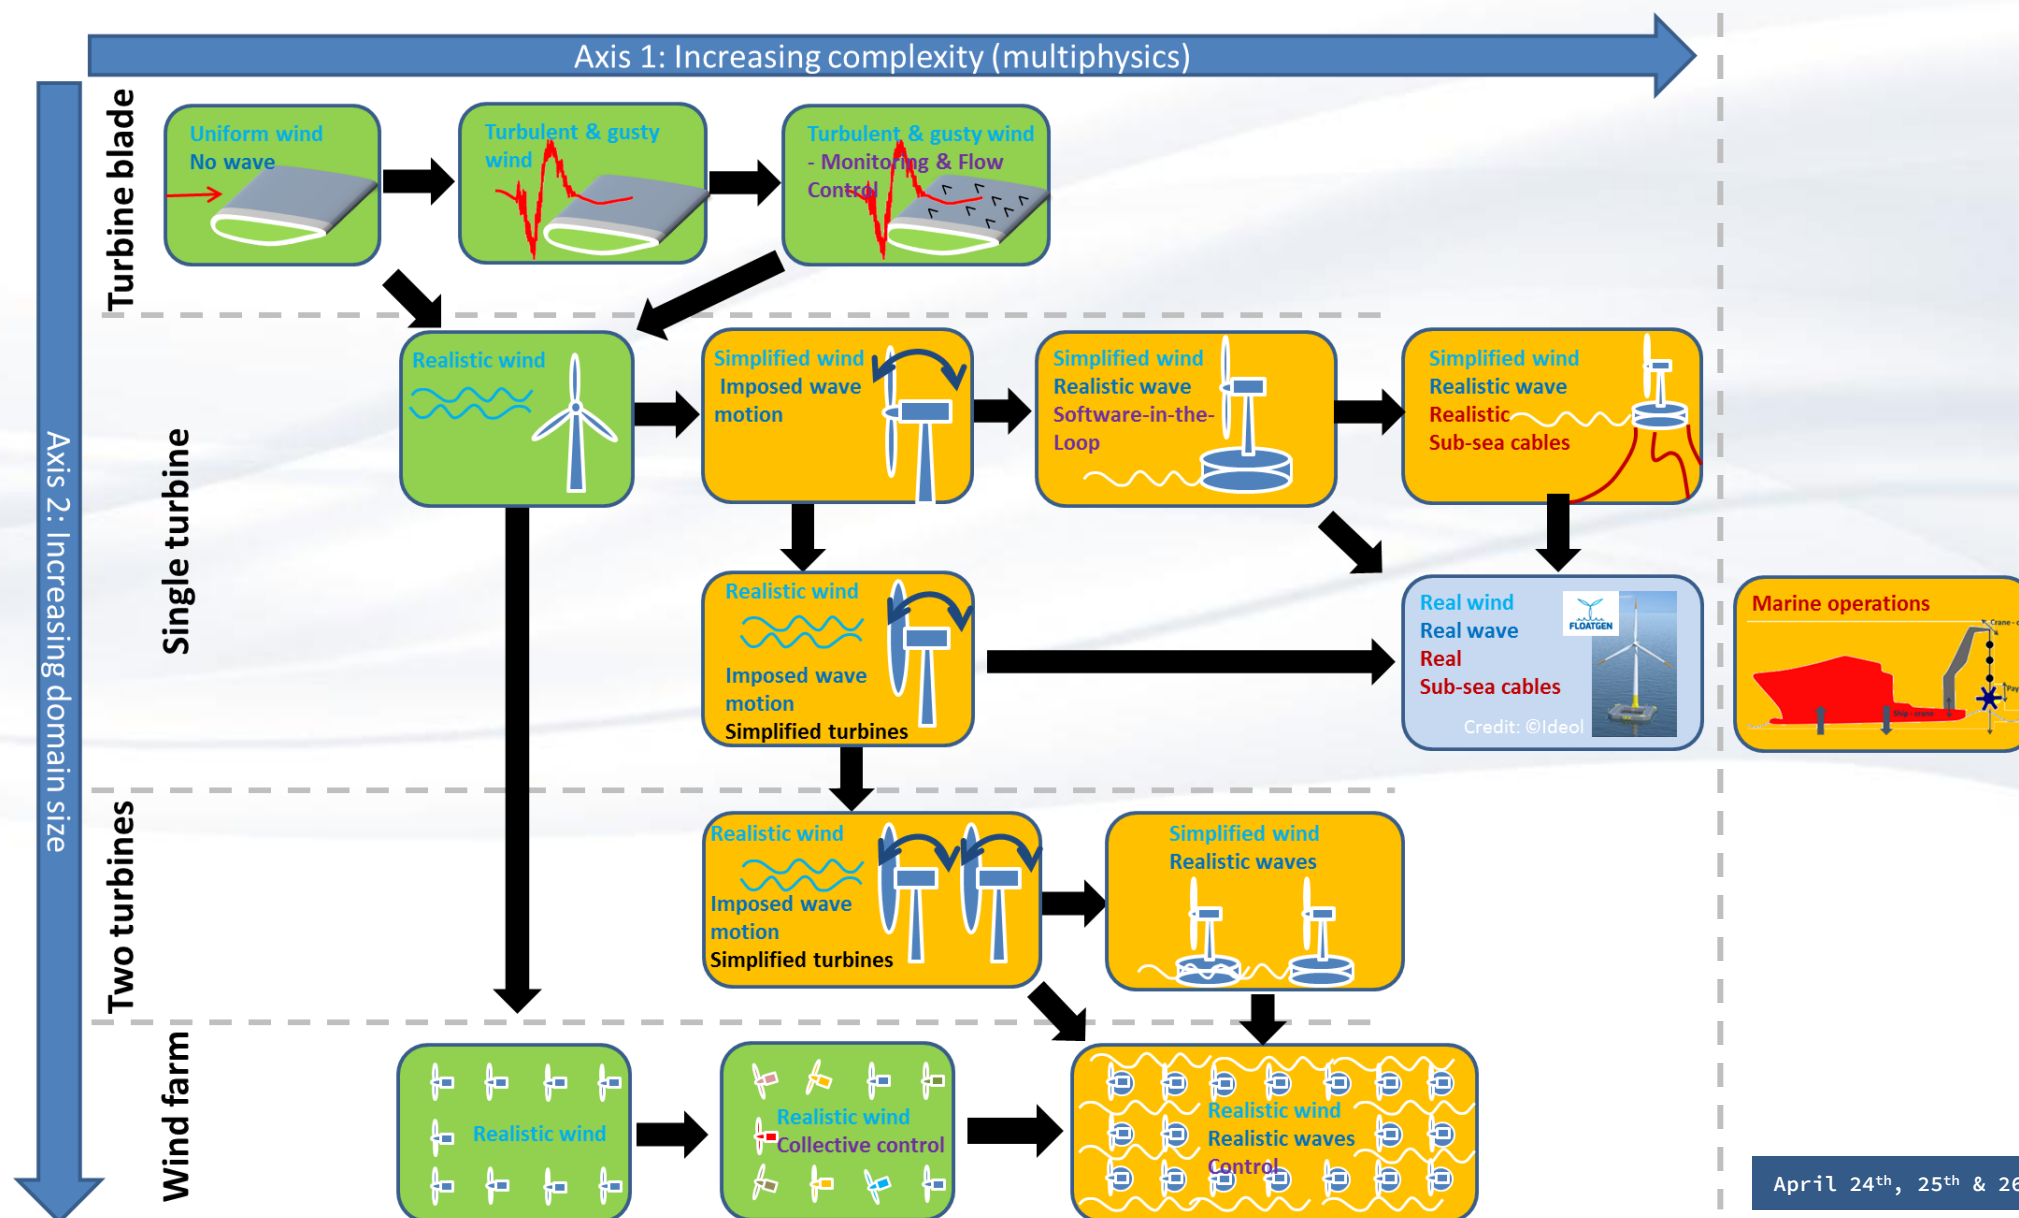 Axis 1: Increasing complexity (multiphysics)
Axis 2: Increasing domain size
Turbine blade
Uniform wind
No wave
Turbulent & gusty
wind
Turbulent & gusty wind
- Monitoring & Flow
Control
Single turbine
Realistic wind
Simplified wind
Imposed wave
motion
Simplified wind
Realistic wave
Software-in-the-
Loop
Simplified wind
Realistic wave
Realistic
Sub-sea cables
Realistic wind
Imposed wave
motion
Simplified turbines
Real wind
Real wave
Real
Sub-sea cables
FLOATGEN
Credit: ©Ideol
Marine operations
Crane - c
Pay
Ship - crane
Two turbines
Realistic wind
Imposed wave
motion
Simplified turbines
Simplified wind
Realistic waves
Wind farm
Realistic wind
Realistic wind
Collective control
Realistic wind
Realistic waves
Control
April 24th, 25th & 26